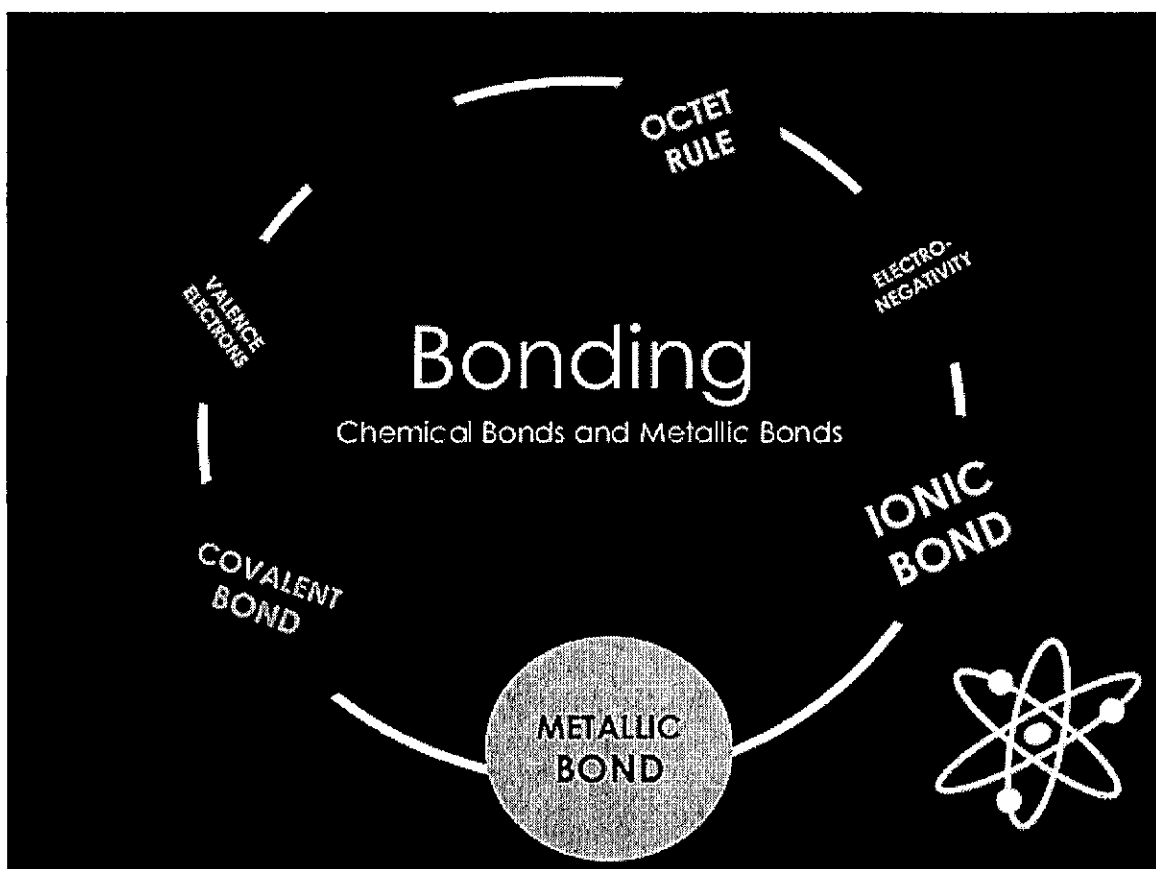 OCTET
RULE
ELECTRO-
NEGATIVITY
VALENCE
ELECTRONS
Bonding
Chemical Bonds and Metallic Bonds
IONIC
BOND
COVALENT
BOND
METALLIC
BOND